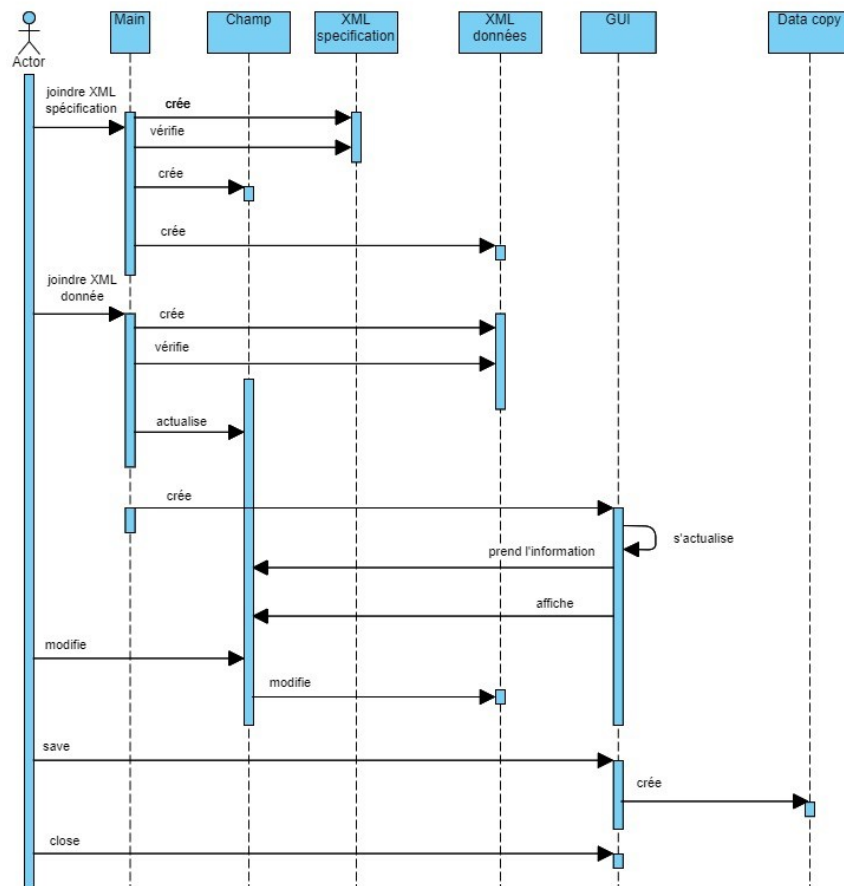 Main
Champ
XML
specification
XML
données
GUI
Data copy
Actor
joindre XML
spécification
crée
vérifie
crée
crée
joindre XML
donnée
crée
vérifie
actualise
crée
s'actualise
prend l'information
affiche
modifie
modifie
save
crée
close